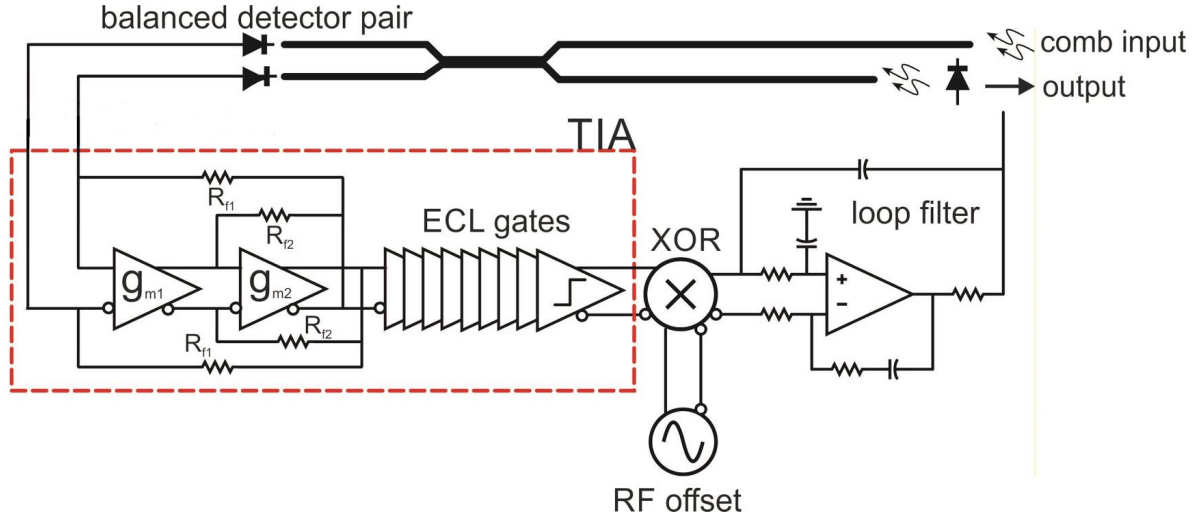 balanced detector pair
comb input
output
TIA
R_f1
R_f2
ECL gates
XOR
loop filter
g_m1
g_m2
+
−
R_f2
R_f1
RF offset